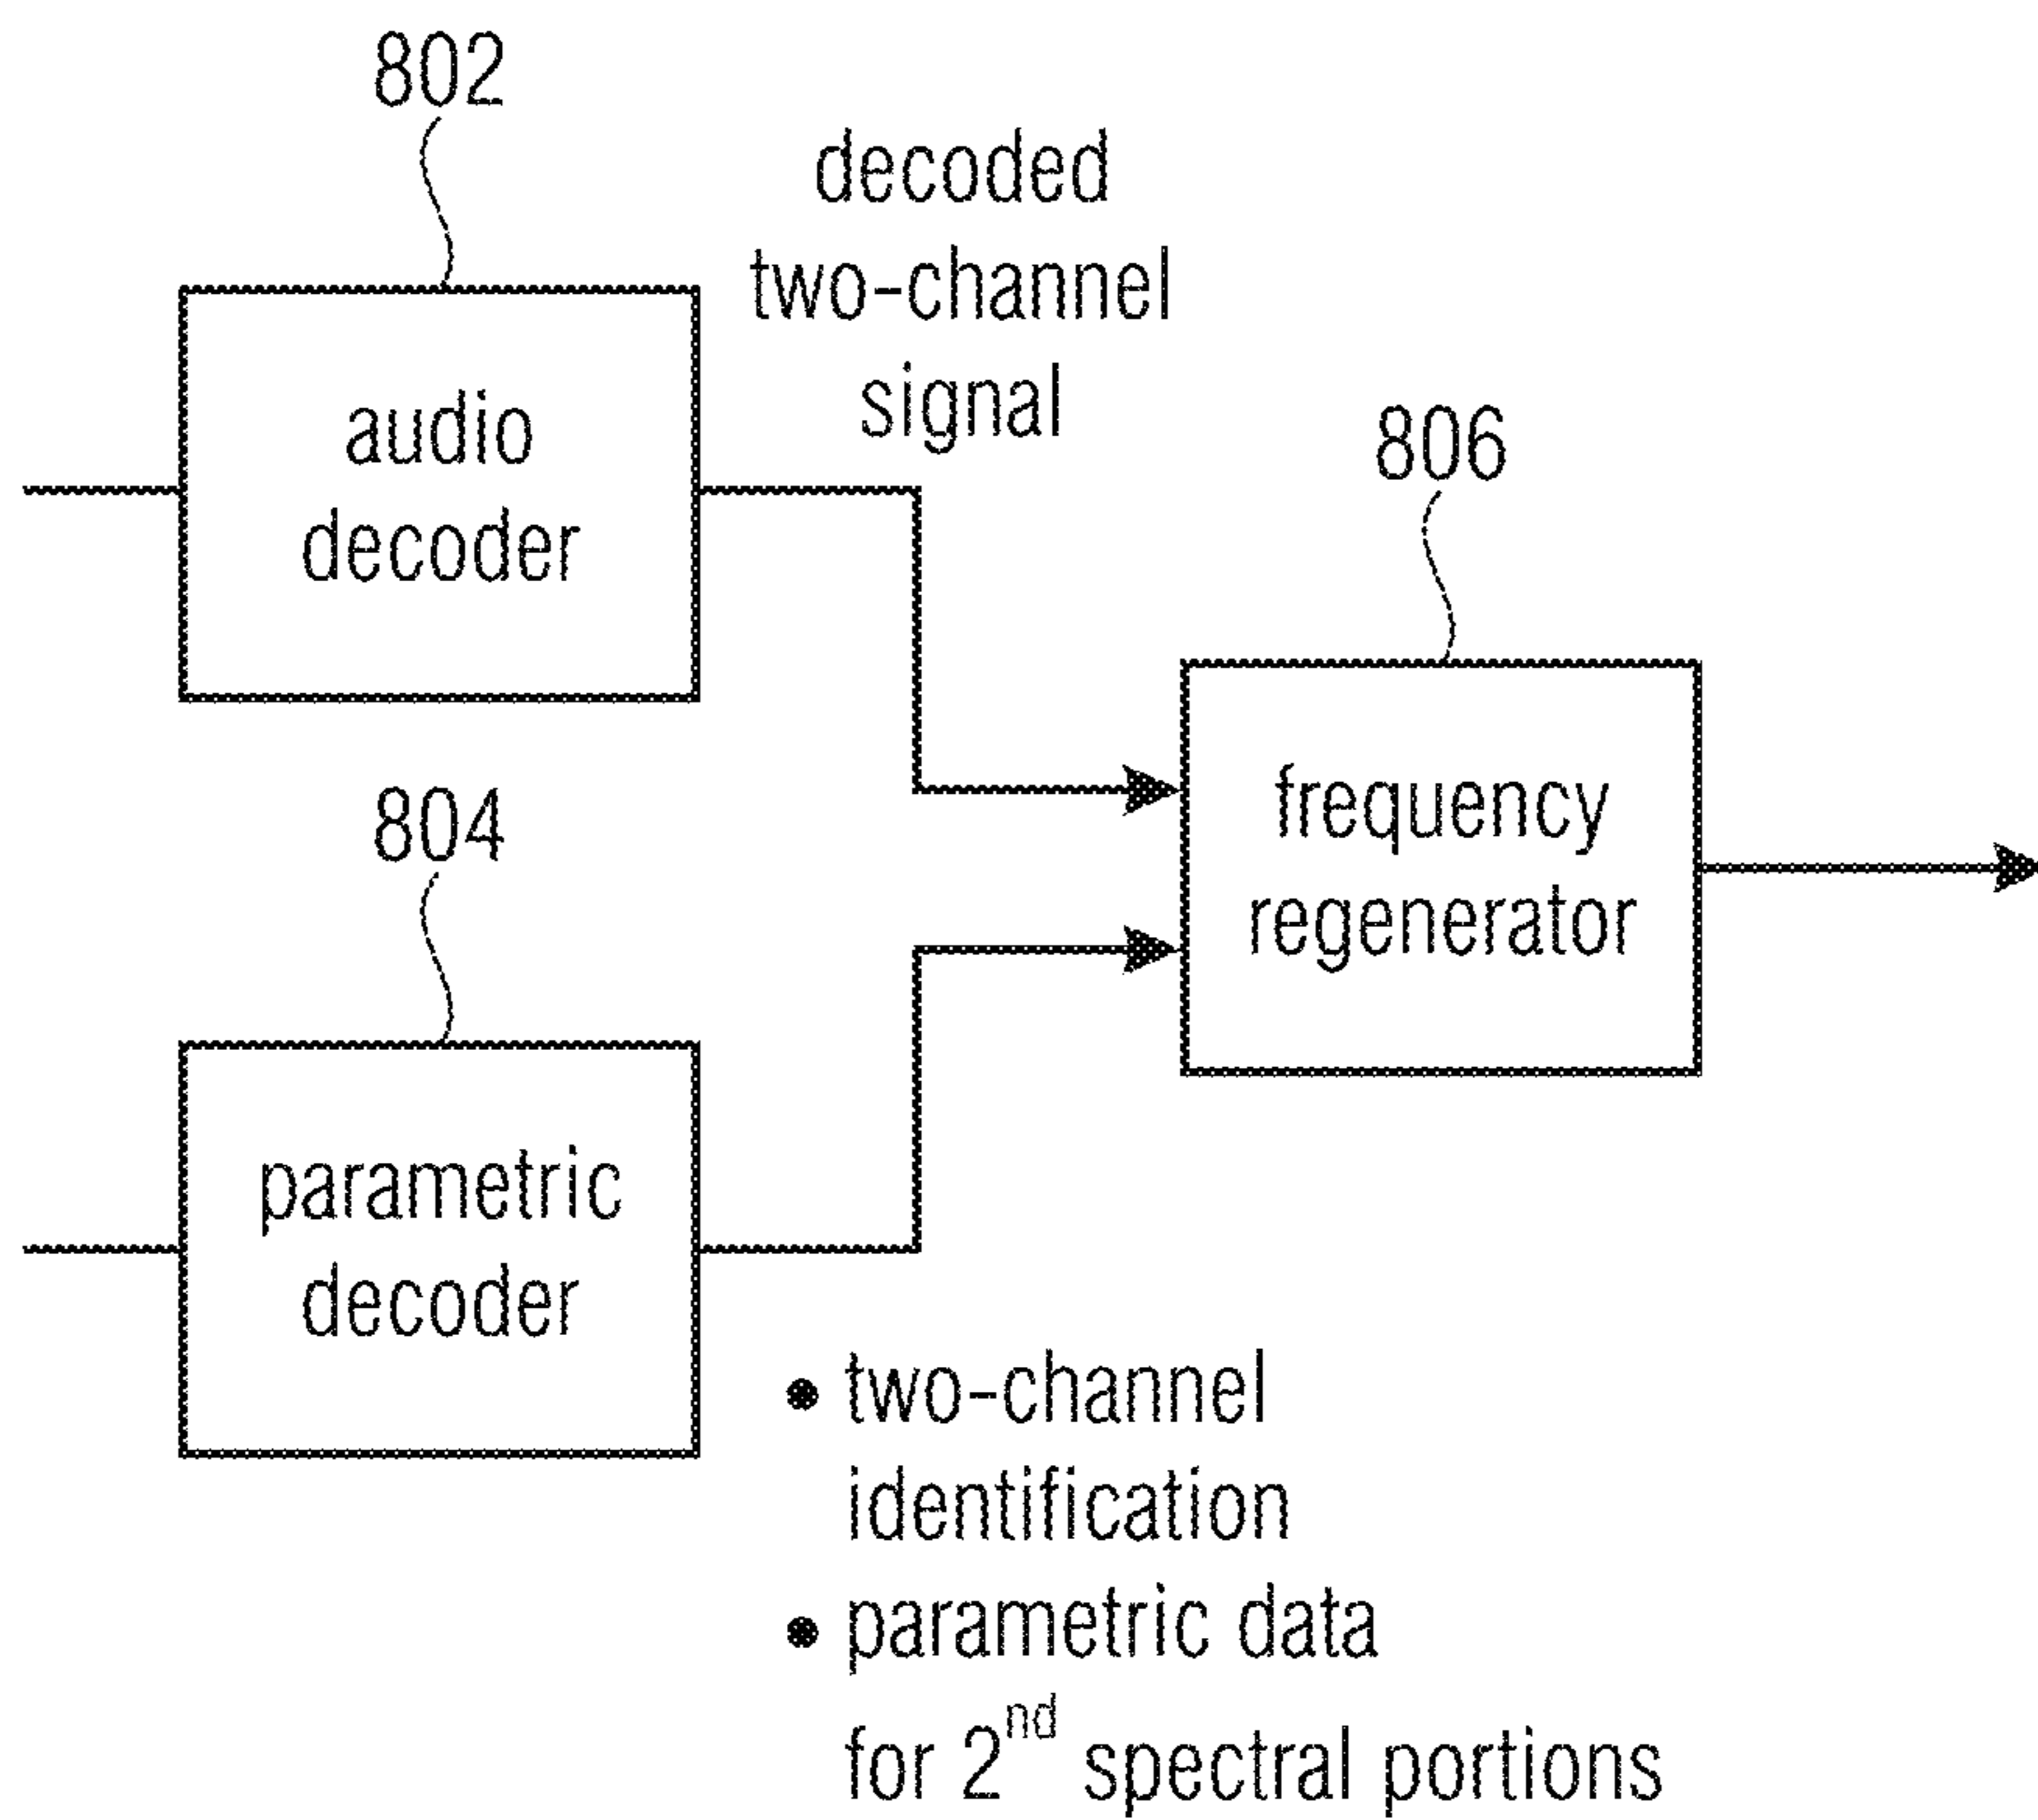 802
decoded
two-channel
signal
audio
decoder
806
frequency
regenerator
804
parametric
decoder
• two-channel
identification
• parametric data
for 2nd spectral portions